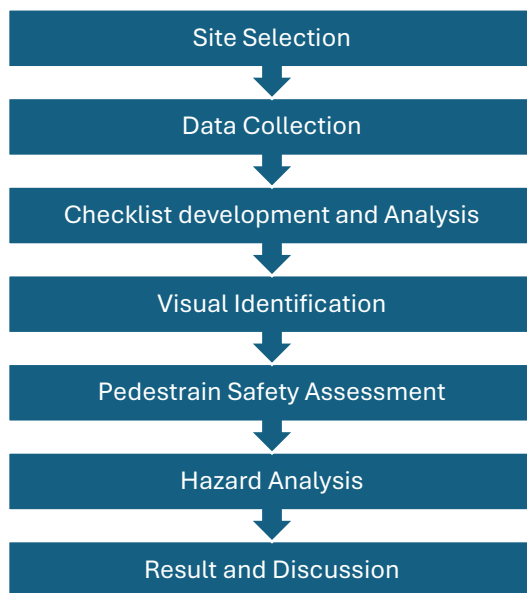 Site Selection
Data Collection
Checklist development and Analysis
Visual Identification
Pedestrain Safety Assessment
Hazard Analysis
Result and Discussion